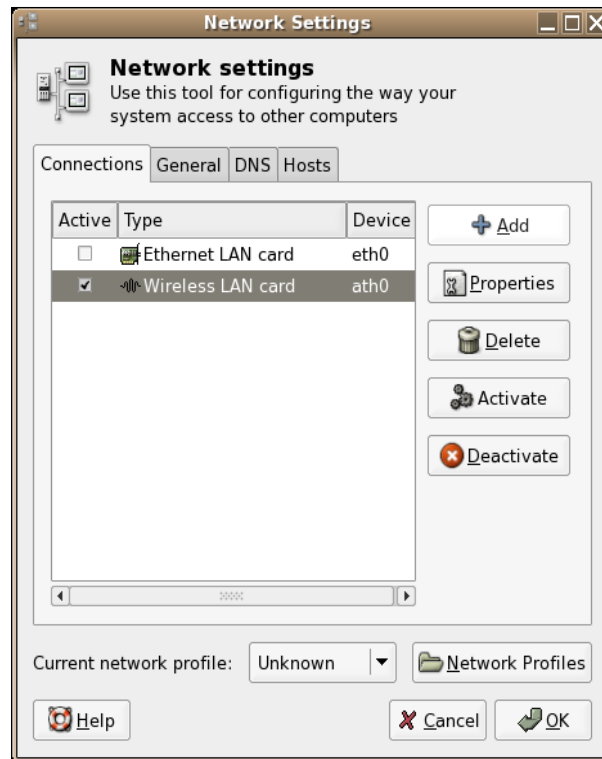 Network Settings
Network settings
Use this tool for configuring the way your
system access to other computers
Connections General DNS Hosts
Active Type Device
Ethernet LAN card eth0
Wireless LAN card ath0
Add
Properties
Delete
Activate
Deactivate
Current network profile: Unknown Network Profiles
Help Cancel OK